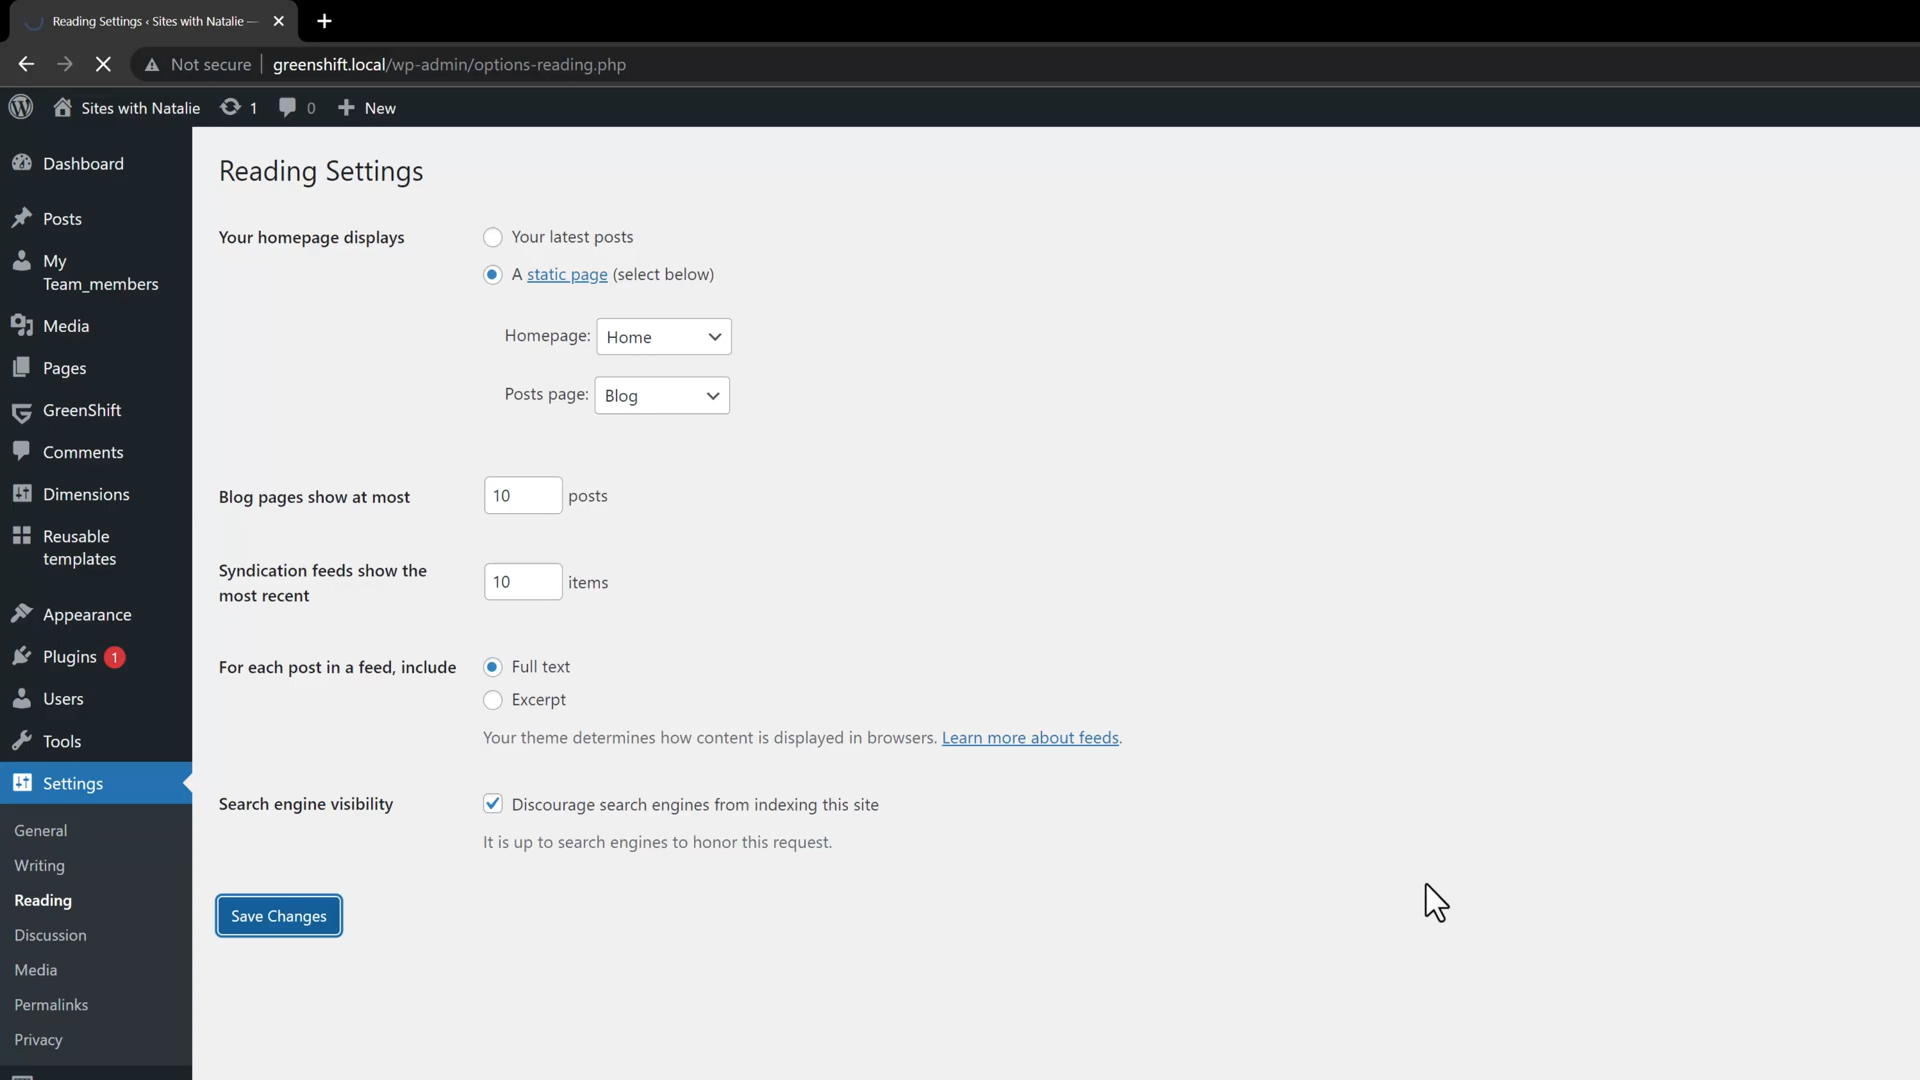 Reading Settings ‹ Sites with Natalie —
Not secure
greenshift.local/wp-admin/options-reading.php
Sites with Natalie
1
0
New
Dashboard
Posts
My
Team_members
Media
Pages
GreenShift
Comments
Dimensions
Reusable
templates
Appearance
Plugins 1
Users
Tools
Settings
General
Writing
Reading
Discussion
Media
Permalinks
Privacy
Reading Settings
Your homepage displays
Your latest posts
A static page (select below)
Homepage: Home
Posts page: Blog
Blog pages show at most
10 posts
Syndication feeds show the
most recent
10 items
For each post in a feed, include
Full text
Excerpt
Your theme determines how content is displayed in browsers. Learn more about feeds.
Search engine visibility
Discourage search engines from indexing this site
It is up to search engines to honor this request.
Save Changes